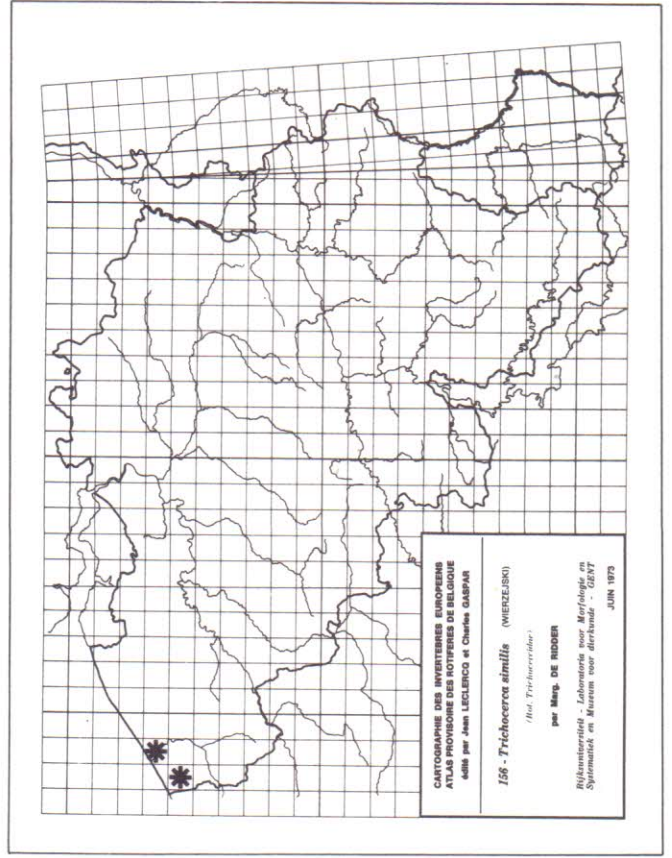 CARTOGRAPHIE DES INVERTEBRES EUROPEENS
ATLAS PROVISOIRE DES ROTIFERES DE BELGIQUE
édité par Jean LECLERCQ et Charles GASPAR
156 - Trichocerca similis (WIERZEJSKI)
(Rot. Trichocercidae)
par Marg. DE RIDDER
Rijksuniversiteit - Laboratoria voor Morfologie en
Systematiek en Museum voor dierkunde - GENT
JUIN 1973